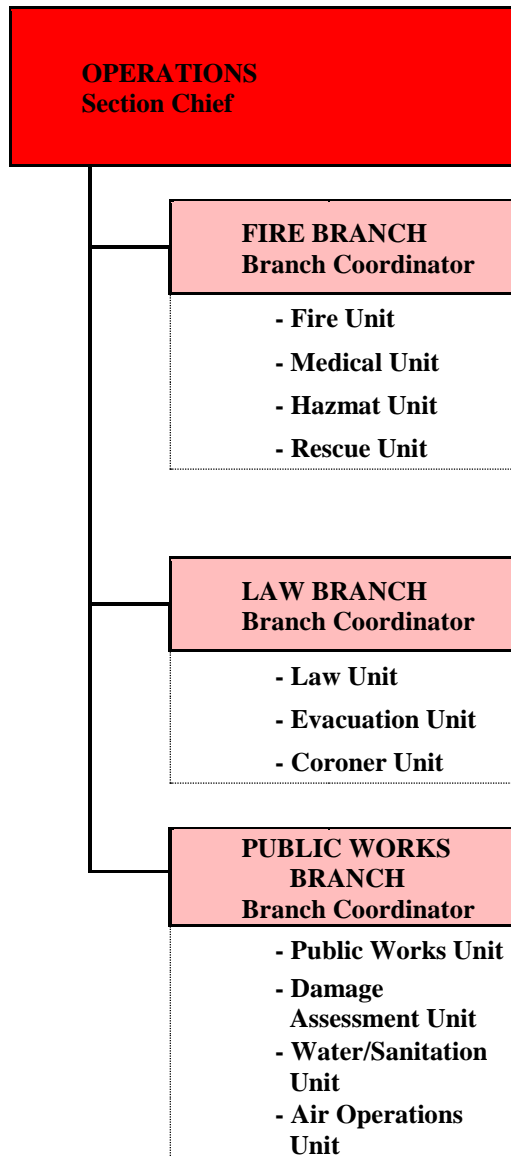 OPERATIONS
Section Chief
FIRE BRANCH
Branch Coordinator
- Fire Unit
- Medical Unit
- Hazmat Unit
- Rescue Unit
LAW BRANCH
Branch Coordinator
- Law Unit
- Evacuation Unit
- Coroner Unit
PUBLIC WORKS
BRANCH
Branch Coordinator
- Public Works Unit
- Damage
Assessment Unit
- Water/Sanitation
Unit
- Air Operations
Unit